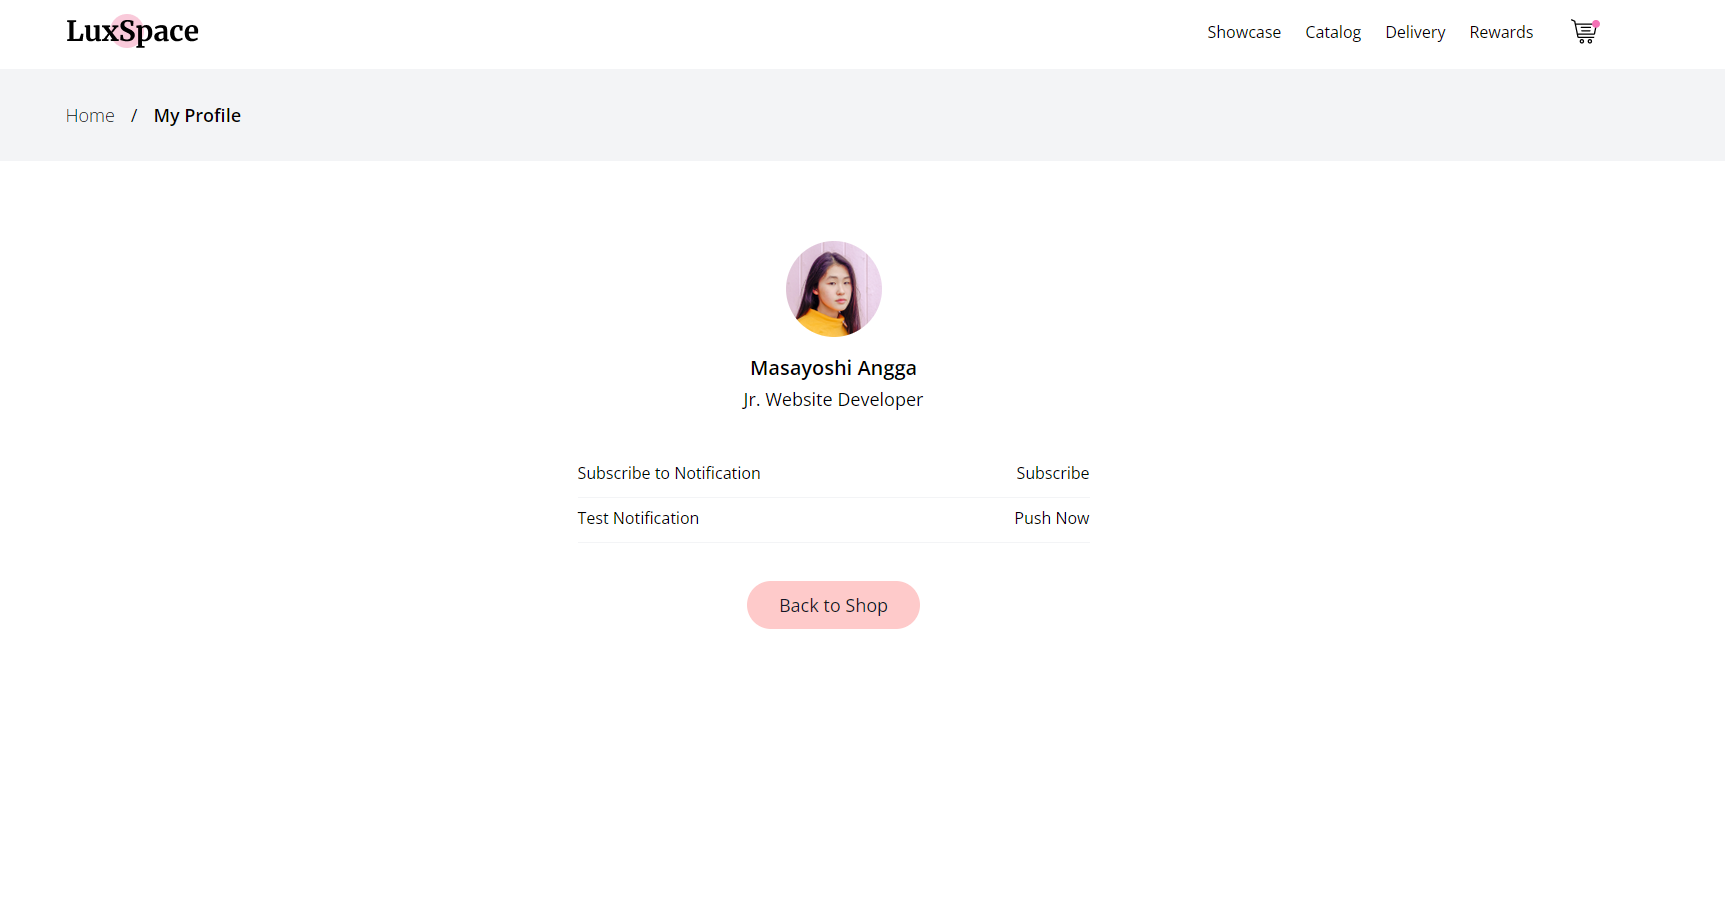 LuxSpace
Showcase Catalog Delivery Rewards
Home / My Profile
Masayoshi Angga
Jr. Website Developer
Subscribe to Notification Subscribe
Test Notification Push Now
Back to Shop